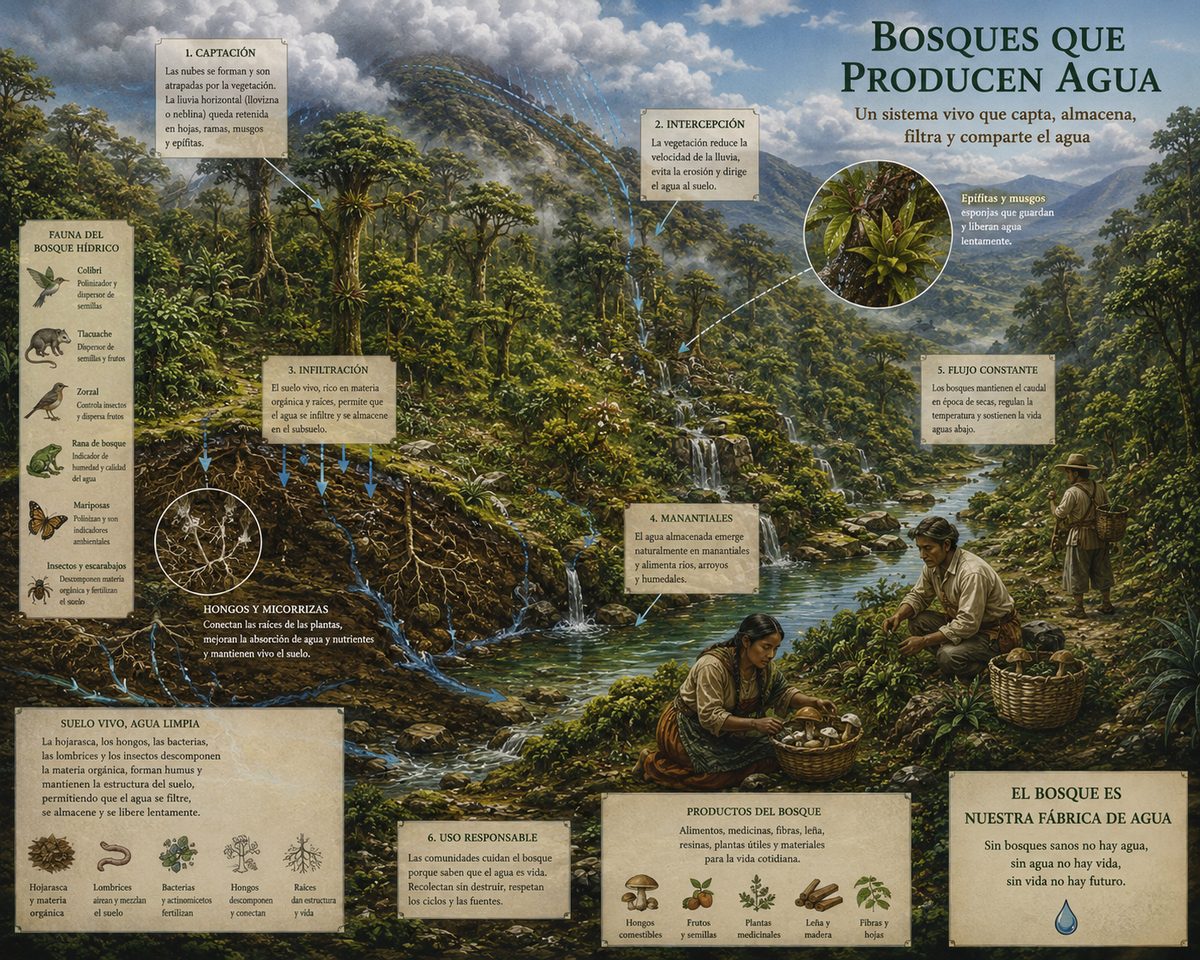 BOSQUES QUE
PRODUCEN AGUA
Un sistema vivo que capta, almacena,
filtra y comparte el agua
1. CAPTACIÓN
Las nubes se forman y son
atrapadas por la vegetación.
La lluvia horizontal (llovizna
o neblina) queda retenida
en hojas, ramas, musgos
y epífitas.
2. INTERCEPCIÓN
La vegetación reduce la
velocidad de la lluvia,
evita la erosión y dirige
el agua al suelo.
Epífitas y musgos
esponjas que guardan
y liberan agua
lentamente.
FAUNA DEL
BOSQUE HÍDRICO
Colibrí
Polinizador y
dispersor de
semillas
Tlacuache
Dispersor de
semillas y frutos
Zorzal
Controla insectos
y dispersa frutos
Rana de bosque
Indicador de
humedad y calidad
del agua
Mariposas
Polinizan y son
indicadores
ambientales
Insectos y escarabajos
Descomponen materia
orgánica y fertilizan
el suelo
3. INFILTRACIÓN
El suelo vivo, rico en materia
orgánica y raíces, permite que
el agua se infiltre y se almacene
en el subsuelo.
5. FLUJO CONSTANTE
Los bosques mantienen el caudal
en época de secas, regulan la
temperatura y sostienen la vida
aguas abajo.
4. MANANTIALES
El agua almacenada emerge
naturalmente en manantiales
y alimenta ríos, arroyos
y humedales.
HONGOS Y MICORRIZAS
Conectan las raíces de las plantas,
mejoran la absorción de agua y nutrientes
y mantienen vivo el suelo.
SUELO VIVO, AGUA LIMPIA
La hojarasca, los hongos, las bacterias,
las lombrices y los insectos descomponen
la materia orgánica, forman humus y
mantienen la estructura del suelo,
permitiendo que el agua se filtre,
se almacene y se libere lentamente.
Hojarasca
y materia
orgánica
Lombrices
airean y mezclan
el suelo
Bacterias
y actinomicetos
fertilizan
Hongos
descomponen
y conectan
Raíces
dan estructura
y vida
6. USO RESPONSABLE
Las comunidades cuidan el bosque
porque saben que el agua es vida.
Recolectan sin destruir, respetan
los ciclos y las fuentes.
PRODUCTOS DEL BOSQUE
Alimentos, medicinas, fibras, leña,
resinas, plantas útiles y materiales
para la vida cotidiana.
Hongos
comestibles
Frutos
y semillas
Plantas
medicinales
Leña y
madera
Fibras y
hojas
EL BOSQUE ES
NUESTRA FÁBRICA DE AGUA
Sin bosques sanos no hay agua,
sin agua no hay vida,
sin vida no hay futuro.